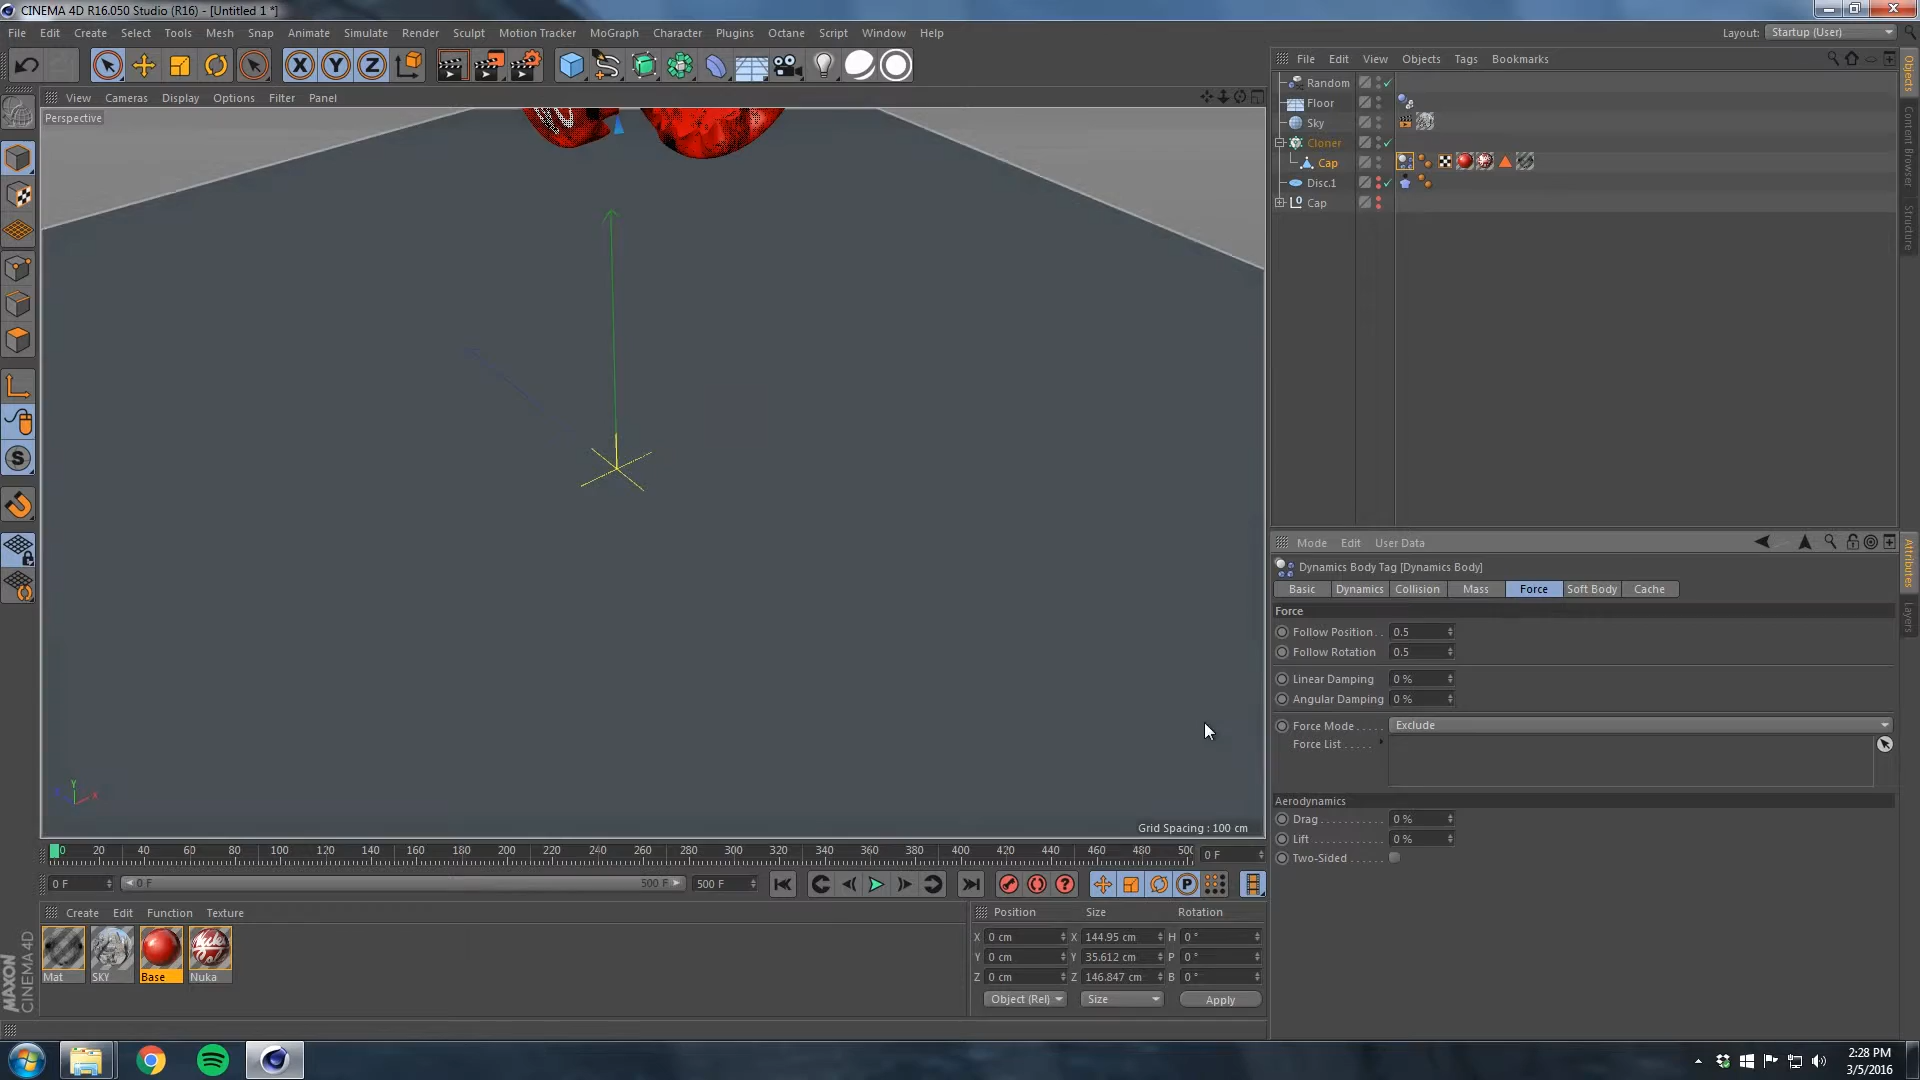 CINEMA 4D R16.050 Studio (R16) - [Untitled 1 *]
File Edit Create Select Tools Mesh Snap Animate Simulate Render Sculpt Motion Tracker MoGraph Character Plugins Octane Script Window Help
Layout: Startup (User)
X Y Z
View Cameras Display Options Filter Panel
Perspective
Y
X
Grid Spacing : 100 cm
S
File Edit View Objects Tags Bookmarks
Random
Floor
Sky
Cloner
Cap
Disc.1
Cap
Objects
Content Browser
Structure
Mode Edit User Data
Dynamics Body Tag [Dynamics Body]
Basic Dynamics Collision Mass Force Soft Body Cache
Force
Follow Position . . 0.5
Follow Rotation 0.5
Linear Damping 0 %
Angular Damping 0 %
Force Mode . . . . . Exclude
Force List . . . . .
Aerodynamics
Drag . . . . . . . . . . . 0 %
Lift . . . . . . . . . . . . 0 %
Two-Sided . . . . . .
Attributes
Layers
0 20 40 60 80 100 120 140 160 180 200 220 240 260 280 300 320 340 360 380 400 420 440 460 480 500
0 F
0 F 0 F 500 F 500 F
P
Create Edit Function Texture
Mat SKY Base Nuka
Position Size Rotation
X 0 cm X 144.95 cm H 0 °
Y 0 cm Y 35.612 cm P 0 °
Z 0 cm Z 146.847 cm B 0 °
Object (Rel) Size Apply
MAXON
CINEMA 4D
2:28 PM
3/5/2016